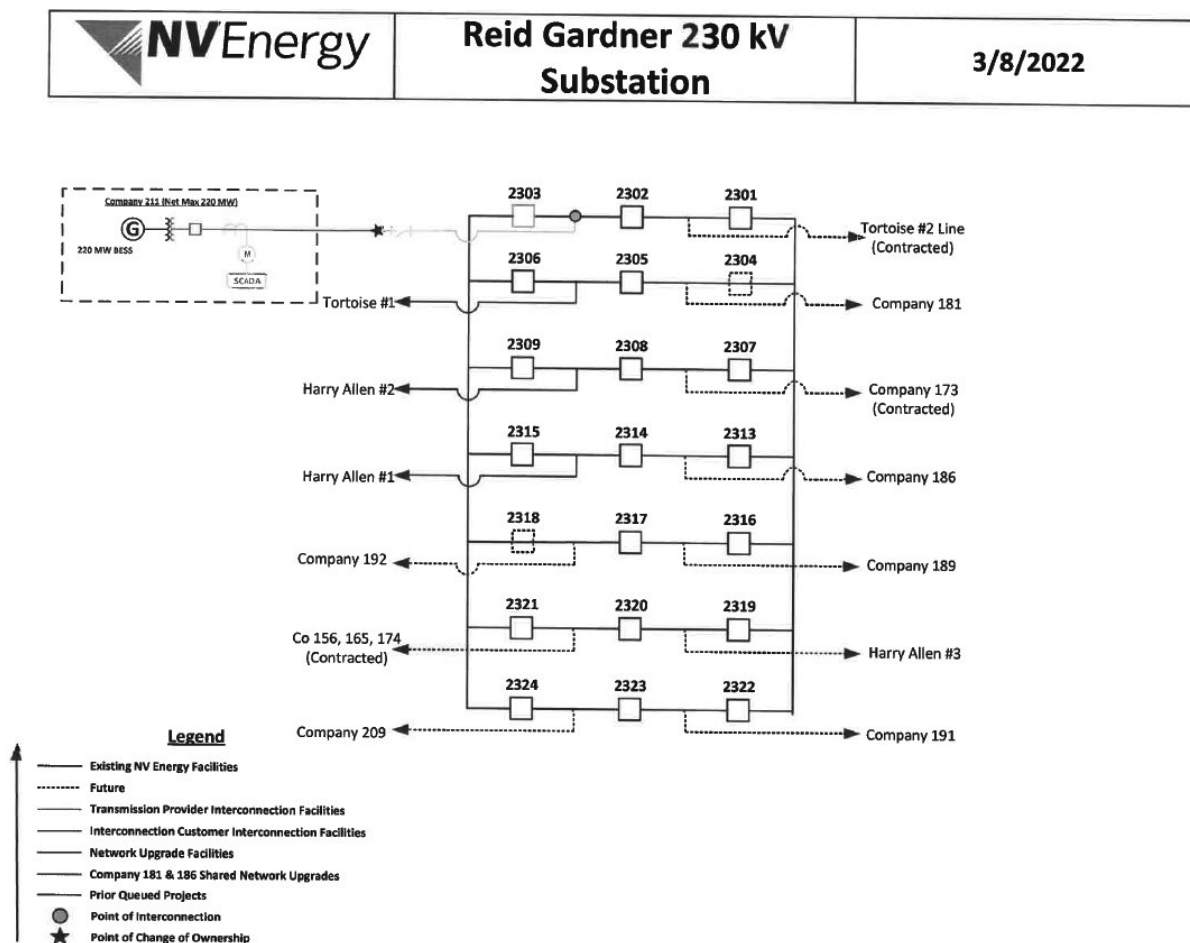 NVEnergy
Reid Gardner 230 kV
Substation
3/8/2022
Company 211 (Net Max 220 MW)
G
220 MW BESS
M
SCADA
2303
2302
2301
Tortoise #2 Line
(Contracted)
2306
2305
2304
Tortoise #1
Company 181
2309
2308
2307
Harry Allen #2
Company 173
(Contracted)
2315
2314
2313
Harry Allen #1
Company 186
2318
2317
2316
Company 192
Company 189
2321
2320
2319
Co 156, 165, 174
(Contracted)
Harry Allen #3
2324
2323
2322
Company 209
Company 191
Legend
Existing NV Energy Facilities
Future
Transmission Provider Interconnection Facilities
Interconnection Customer Interconnection Facilities
Network Upgrade Facilities
Company 181 & 186 Shared Network Upgrades
Prior Queued Projects
Point of Interconnection
Point of Change of Ownership